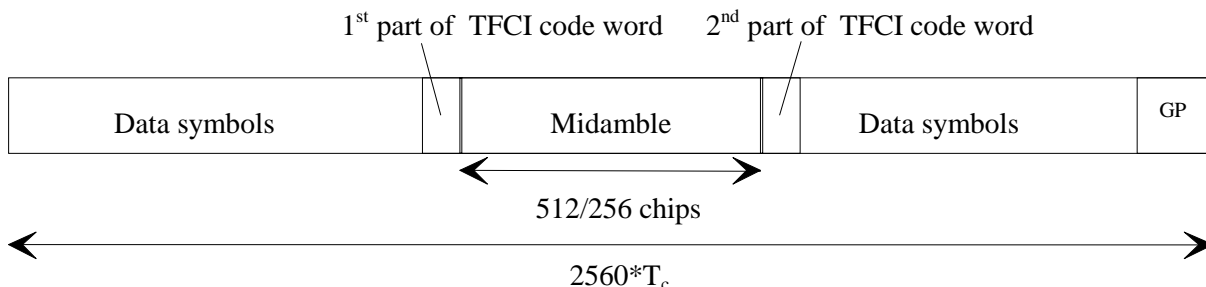 1st part of TFCI code word 2nd part of TFCI code word
Data symbols Midamble Data symbols GP
512/256 chips
2560*Tc